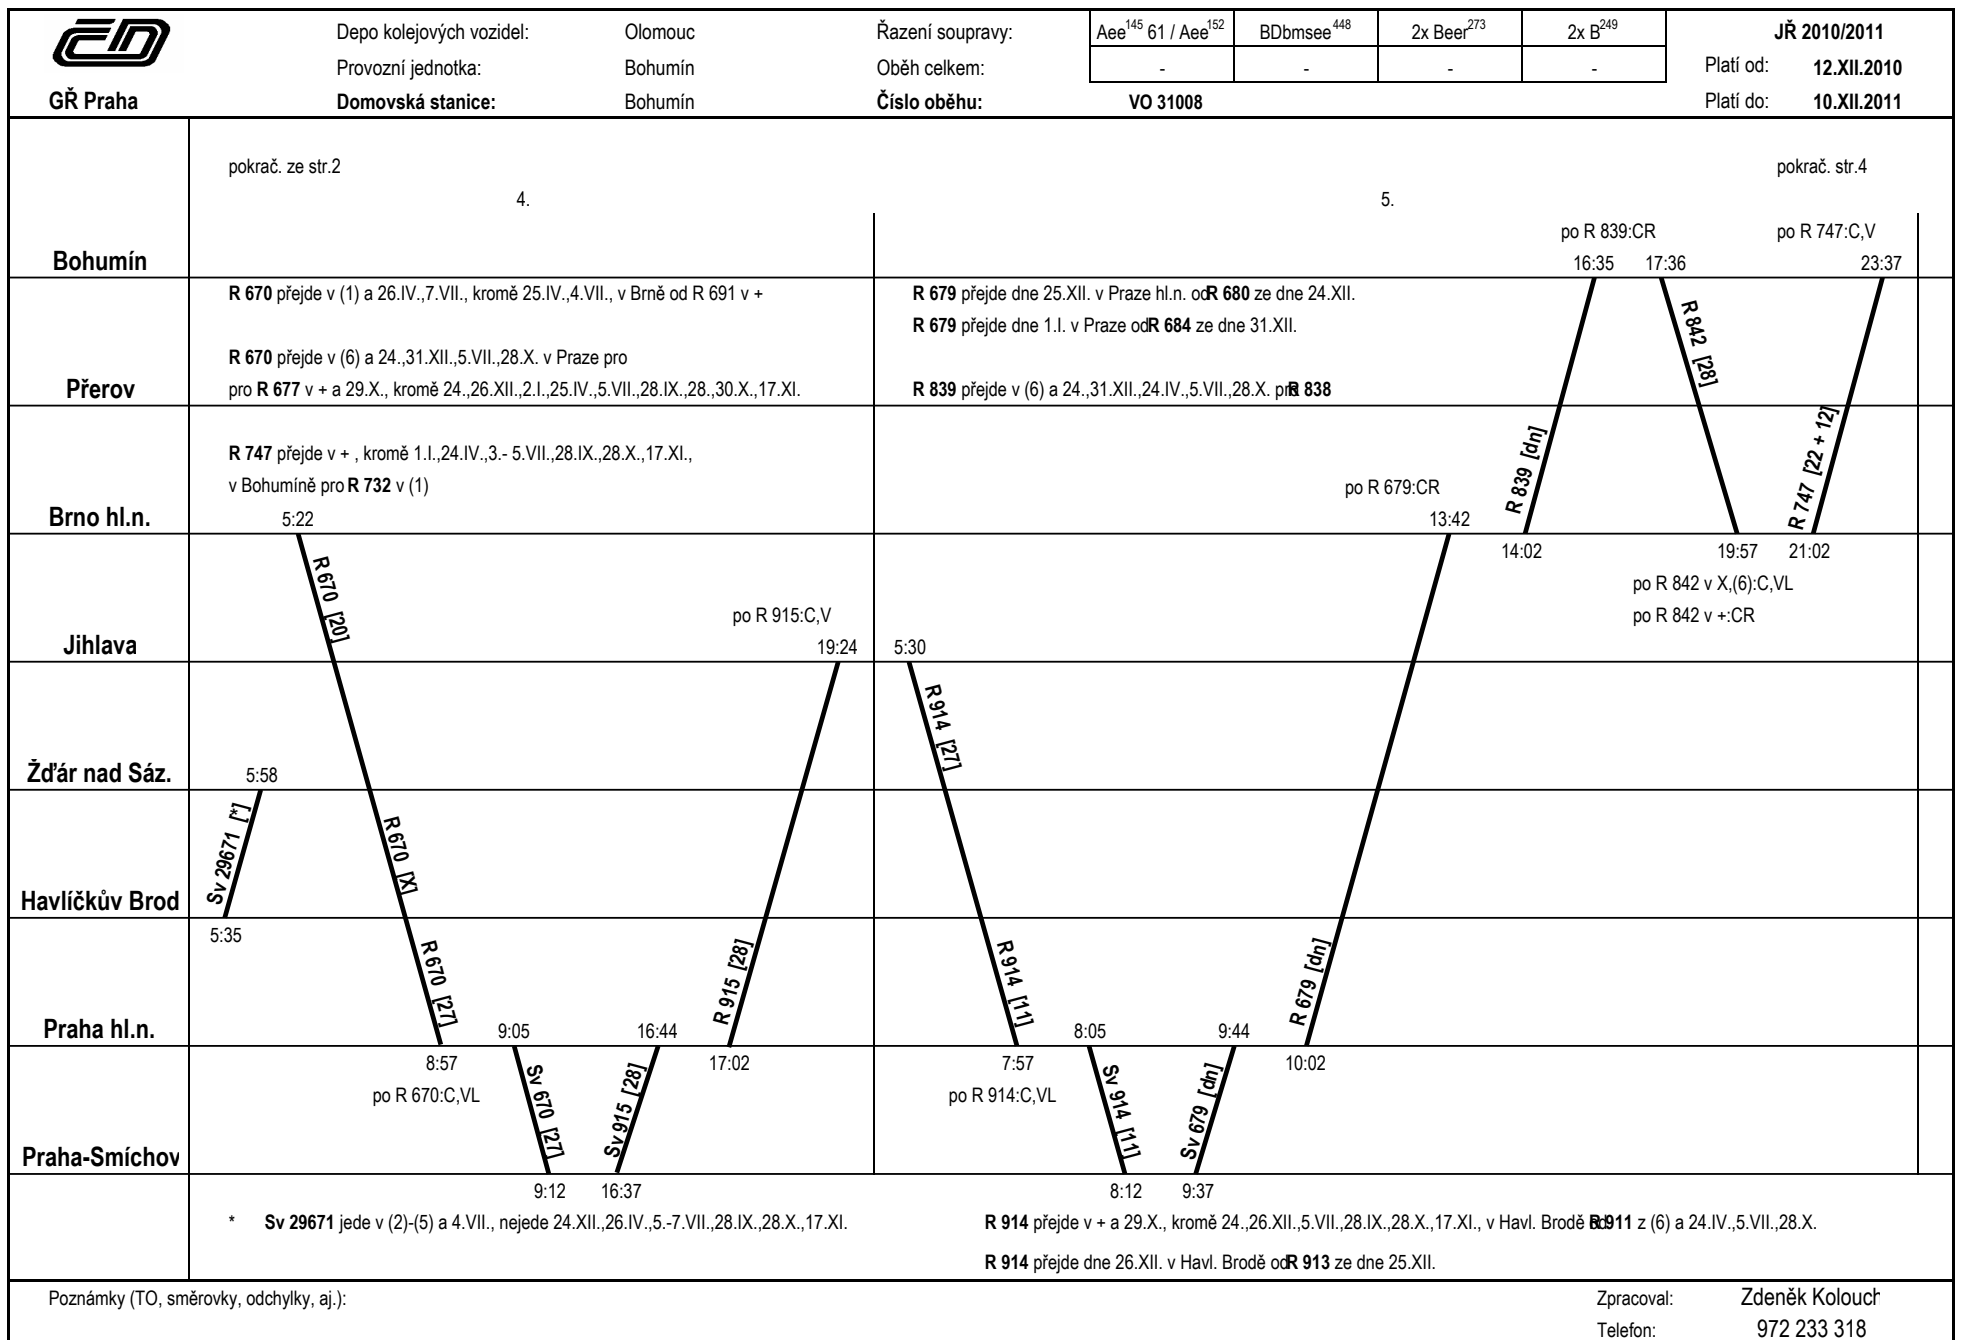 ČD
Depo kolejových vozidel: Olomouc Řazení soupravy: Aee145 61 / Aee152 BDbmsee448 2x Beer273 2x B249 JŘ 2010/2011
Provozní jednotka: Bohumín Oběh celkem: - - - - Platí od: 12.XII.2010
GŘ Praha Domovská stanice: Bohumín Číslo oběhu: VO 31008 Platí do: 10.XII.2011
pokrač. ze str.2 pokrač. str.4
4. 5.
po R 839:CR po R 747:C,V
Bohumín 16:35 17:36 23:37
R 670 přejde v (1) a 26.IV.,7.VII., kromě 25.IV.,4.VII., v Brně od R 691 v + R 679 přejde dne 25.XII. v Praze hl.n. od R 680 ze dne 24.XII.
R 679 přejde dne 1.I. v Praze od R 684 ze dne 31.XII.
R 842 [28]
R 670 přejde v (6) a 24.,31.XII.,5.VII.,28.X. v Praze pro
Přerov pro R 677 v + a 29.X., kromě 24.,26.XII.,2.I.,25.IV.,5.VII.,28.IX.,28.,30.X.,17.XI. R 839 přejde v (6) a 24.,31.XII.,24.IV.,5.VII.,28.X. pro R 838
R 747 přejde v + , kromě 1.I.,24.IV.,3.- 5.VII.,28.IX.,28.X.,17.XI.,
R 839 [dn] R 747 [22 + 12]
v Bohumíně pro R 732 v (1) po R 679:CR
Brno hl.n. 5:22 13:42
14:02 19:57 21:02
R 670 [20]
po R 842 v X,(6):C,VL
po R 915:C,V po R 842 v +:CR
Jihlava 19:24 5:30
R 914 [27]
Žďár nad Sáz. 5:58
Sv 29671 [*] R 670 [X]
Havlíčkův Brod
5:35
R 670 [27] R 915 [28] R 914 [11] R 679 [dn]
Praha hl.n. 9:05 16:44 8:05 9:44
8:57 17:02 7:57 10:02
po R 670:C,VL po R 914:C,VL
Sv 670 [27] Sv 915 [28] Sv 914 [11] Sv 679 [dn]
Praha-Smíchov
9:12 16:37 8:12 9:37
* Sv 29671 jede v (2)-(5) a 4.VII., nejede 24.XII.,26.IV.,5.-7.VII.,28.IX.,28.X.,17.XI. R 914 přejde v + a 29.X., kromě 24.,26.XII.,5.VII.,28.IX.,28.X.,17.XI., v Havl. Brodě od R 911 z (6) a 24.IV.,5.VII.,28.X.
R 914 přejde dne 26.XII. v Havl. Brodě od R 913 ze dne 25.XII.
Poznámky (TO, směrovky, odchylky, aj.): Zpracoval: Zdeněk Kolouch
Telefon: 972 233 318